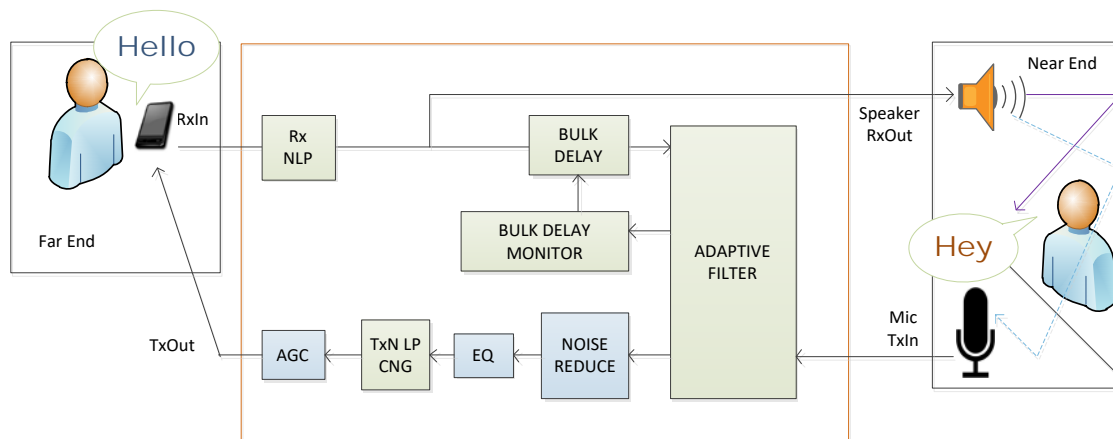 Hello
Near End
RxIn
Speaker
RxOut
Rx
NLP
BULK
DELAY
Far End
BULK DELAY
MONITOR
ADAPTIVE
FILTER
Hey
Mic
TxIn
TxOut
AGC
TxN LP
CNG
EQ
NOISE
REDUCE